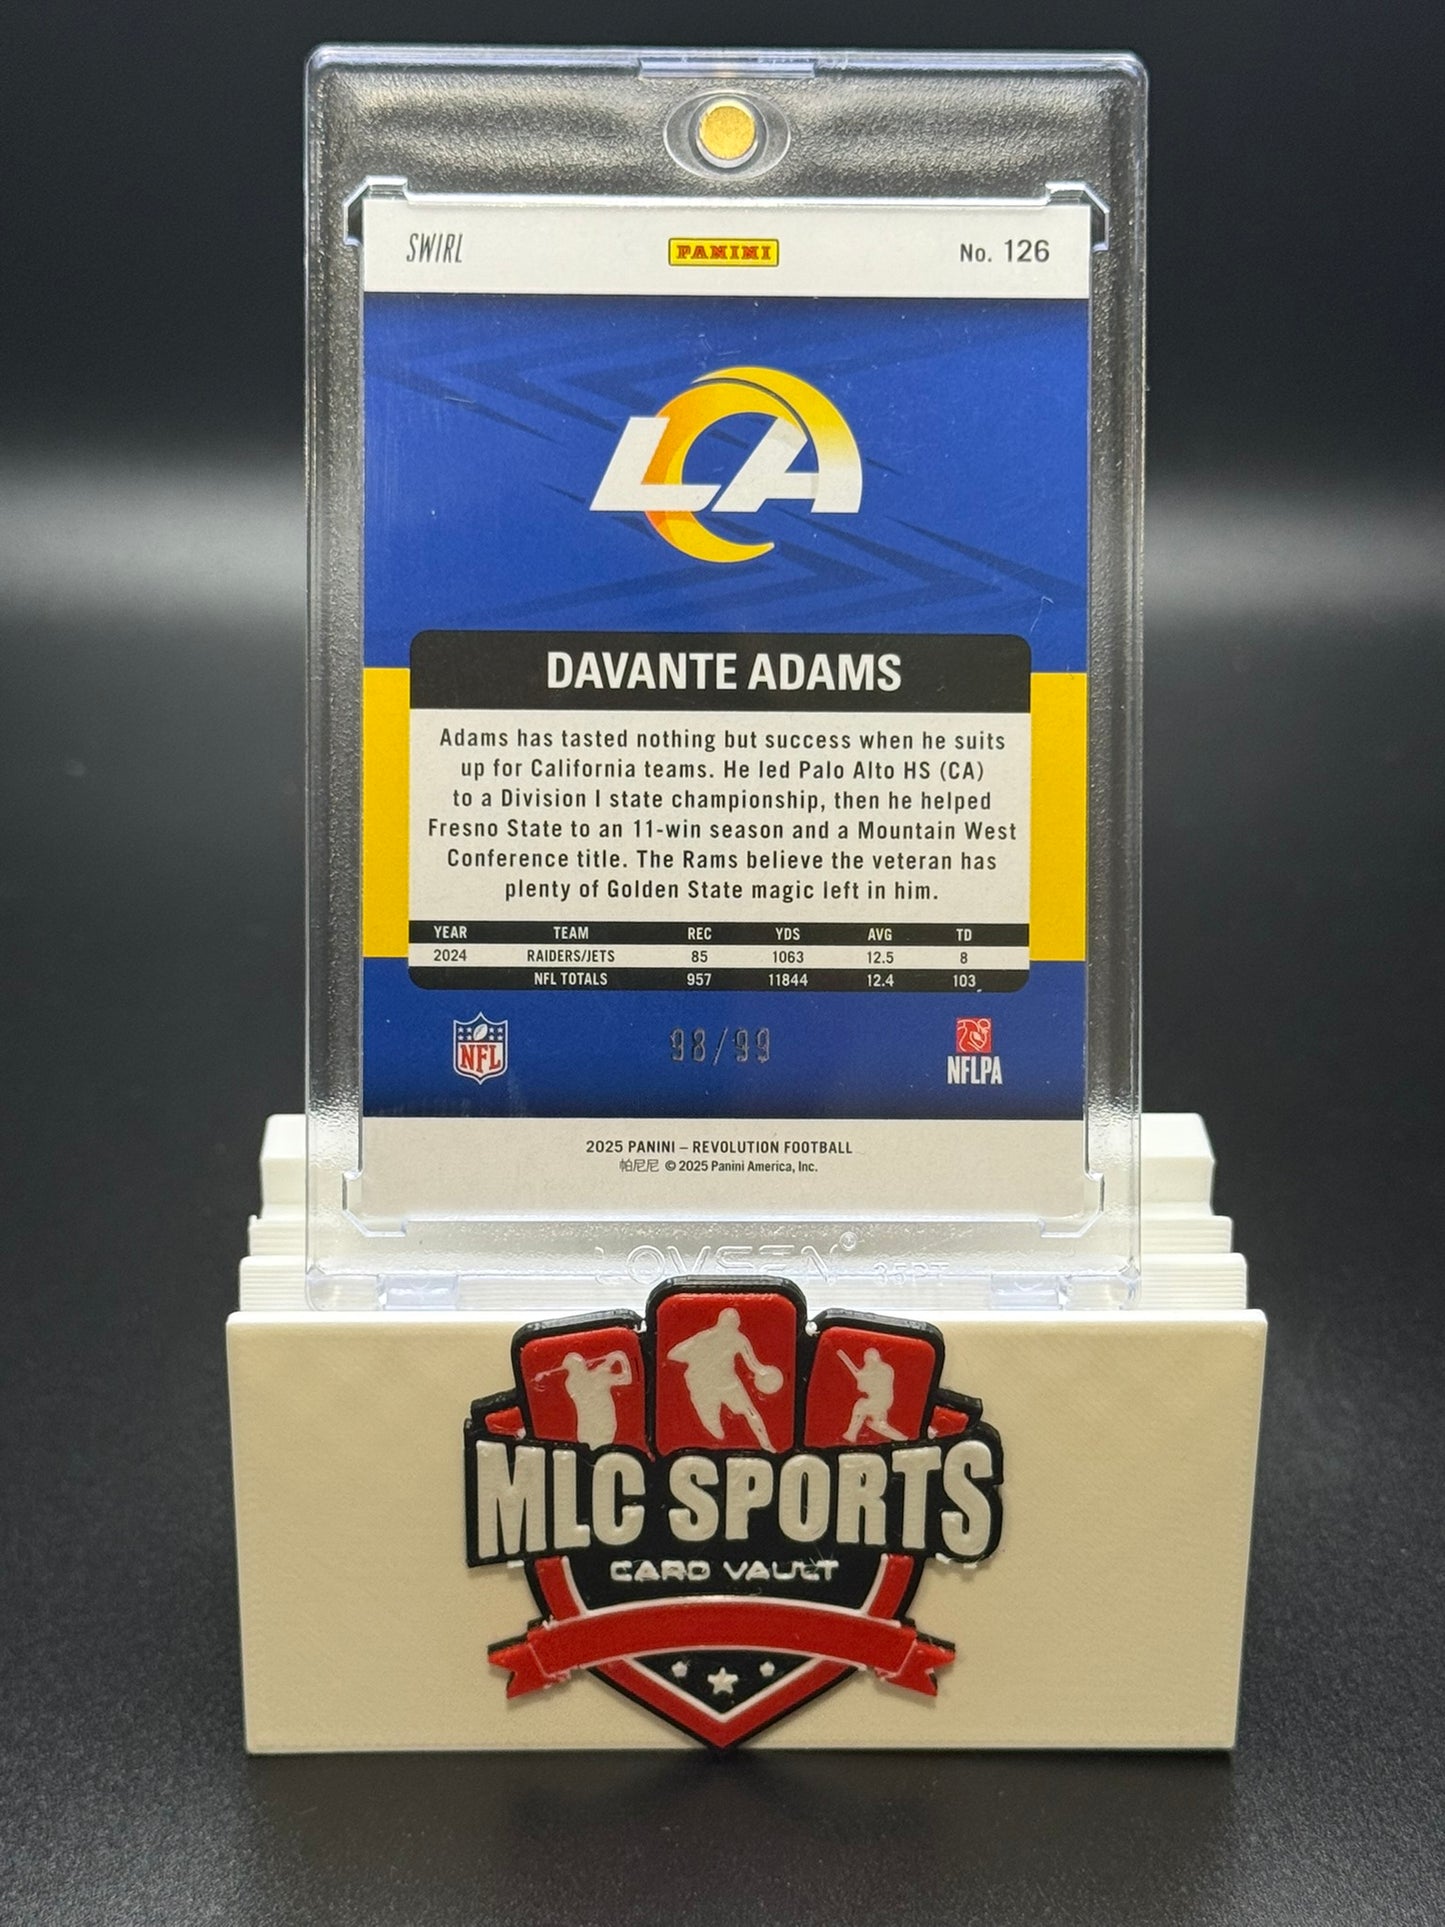 SWIRL PANINI No. 126
LA
DAVANTE ADAMS
Adams has tasted nothing but success when he suits
up for California teams. He led Palo Alto HS (CA)
to a Division I state championship, then he helped
Fresno State to an 11-win season and a Mountain West
Conference title. The Rams believe the veteran has
plenty of Golden State magic left in him.
YEAR TEAM REC YDS AVG TD
2024 RAIDERS/JETS 85 1063 12.5 8
NFL TOTALS 957 11844 12.4 103
NFL 98/99 NFLPA
2025 PANINI – REVOLUTION FOOTBALL
帕尼尼 © 2025 Panini America, Inc.
LOVSEN® 35PT
MLC SPORTS
CARD VAULT